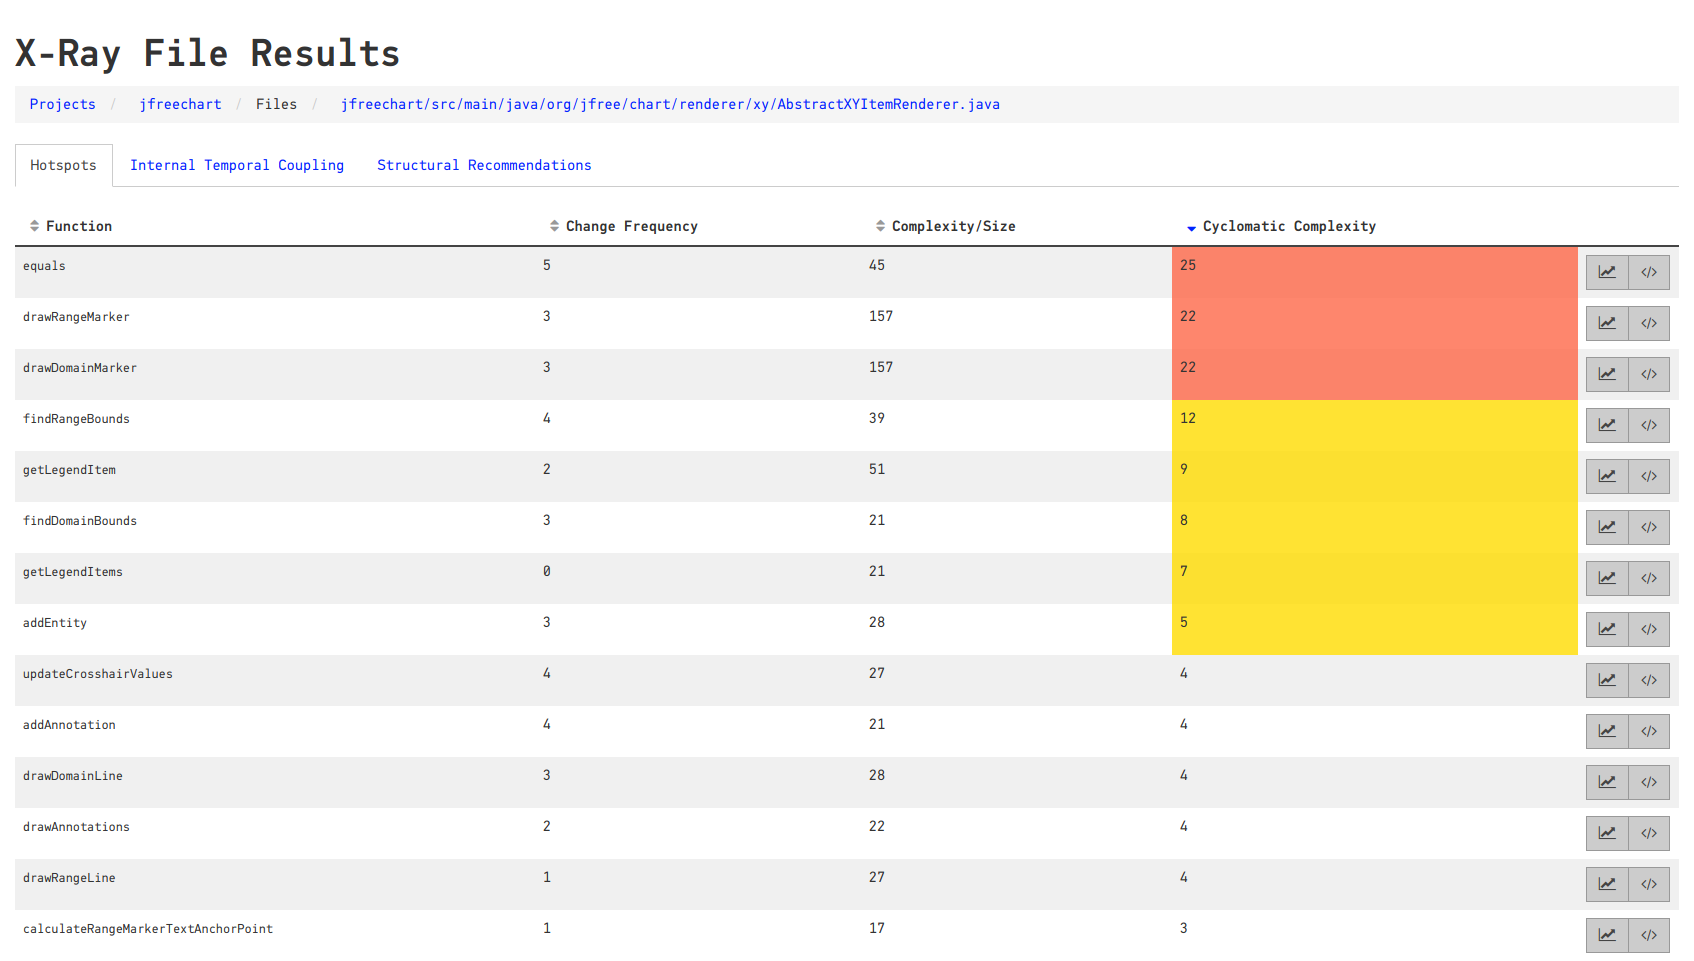 X-Ray File Results
Projects / jfreechart / Files / jfreechart/src/main/java/org/jfree/chart/renderer/xy/AbstractXYItemRenderer.java
Hotspots Internal Temporal Coupling Structural Recommendations
Function Change Frequency Complexity/Size Cyclomatic Complexity
equals 5 45 25
drawRangeMarker 3 157 22
drawDomainMarker 3 157 22
findRangeBounds 4 39 12
getLegendItem 2 51 9
findDomainBounds 3 21 8
getLegendItems 0 21 7
addEntity 3 28 5
updateCrosshairValues 4 27 4
addAnnotation 4 21 4
drawDomainLine 3 28 4
drawAnnotations 2 22 4
drawRangeLine 1 27 4
calculateRangeMarkerTextAnchorPoint 1 17 3